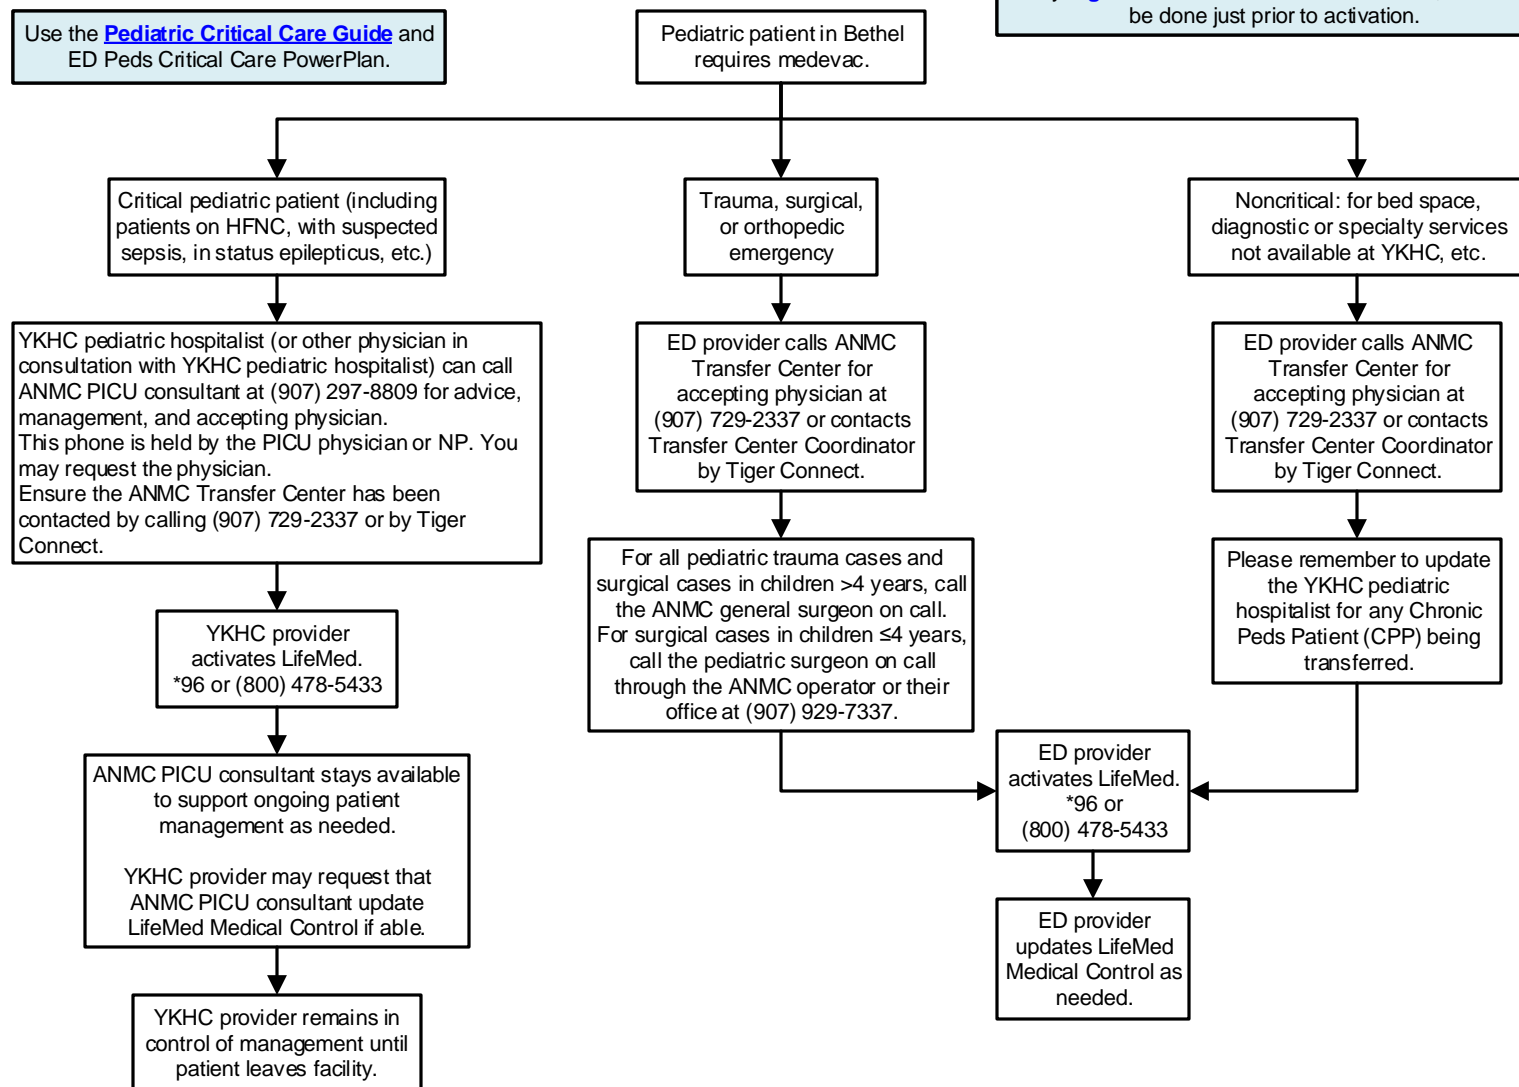 Use the Pediatric Critical Care Guide and
ED Peds Critical Care PowerPlan.
Pediatric patient in Bethel
requires medevac.
be done just prior to activation.
Critical pediatric patient (including
patients on HFNC, with suspected
sepsis, in status epilepticus, etc.)
Trauma, surgical,
or orthopedic
emergency
Noncritical: for bed space,
diagnostic or specialty services
not available at YKHC, etc.
YKHC pediatric hospitalist (or other physician in
consultation with YKHC pediatric hospitalist) can call
ANMC PICU consultant at (907) 297-8809 for advice,
management, and accepting physician.
This phone is held by the PICU physician or NP. You
may request the physician.
Ensure the ANMC Transfer Center has been
contacted by calling (907) 729-2337 or by Tiger
Connect.
ED provider calls ANMC
Transfer Center for
accepting physician at
(907) 729-2337 or contacts
Transfer Center Coordinator
by Tiger Connect.
ED provider calls ANMC
Transfer Center for
accepting physician at
(907) 729-2337 or contacts
Transfer Center Coordinator
by Tiger Connect.
For all pediatric trauma cases and
surgical cases in children >4 years, call
the ANMC general surgeon on call.
For surgical cases in children ≤4 years,
call the pediatric surgeon on call
through the ANMC operator or their
office at (907) 929-7337.
Please remember to update
the YKHC pediatric
hospitalist for any Chronic
Peds Patient (CPP) being
transferred.
YKHC provider
activates LifeMed.
*96 or (800) 478-5433
ANMC PICU consultant stays available
to support ongoing patient
management as needed.
YKHC provider may request that
ANMC PICU consultant update
LifeMed Medical Control if able.
ED provider
activates LifeMed.
*96 or
(800) 478-5433
ED provider
updates LifeMed
Medical Control as
needed.
YKHC provider remains in
control of management until
patient leaves facility.